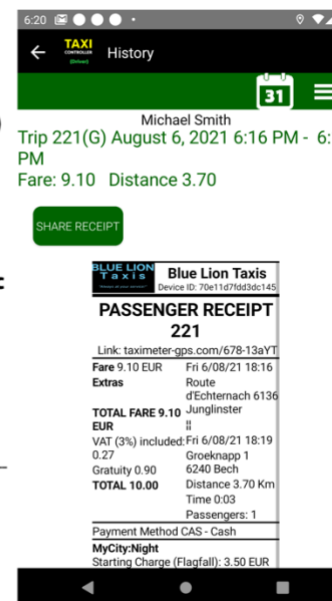 6:20
TAXI
CONTROLLER
(Driver)
History
31
Michael Smith
Trip 221(G) August 6, 2021 6:16 PM - 6:
PM
Fare: 9.10 Distance 3.70
SHARE RECEIPT
BLUE LION
Taxis
Blue Lion Taxis
Device ID: 70e11d7fdd3dc145
PASSENGER RECEIPT
221
Link: taximeter-gps.com/678-13aYT
Fare 9.10 EUR
Extras
TOTAL FARE 9.10
EUR
VAT (3%) included:
0.27
Gratuity 0.90
TOTAL 10.00
Fri 6/08/21 18:16
Route
d'Echternach 6136
Junglinster
¦¦
Fri 6/08/21 18:19
Groeknapp 1
6240 Bech
Distance 3.70 Km
Time 0:03
Passengers: 1
Payment Method CAS - Cash
MyCity:Night
Starting Charge (Flagfall): 3.50 EUR